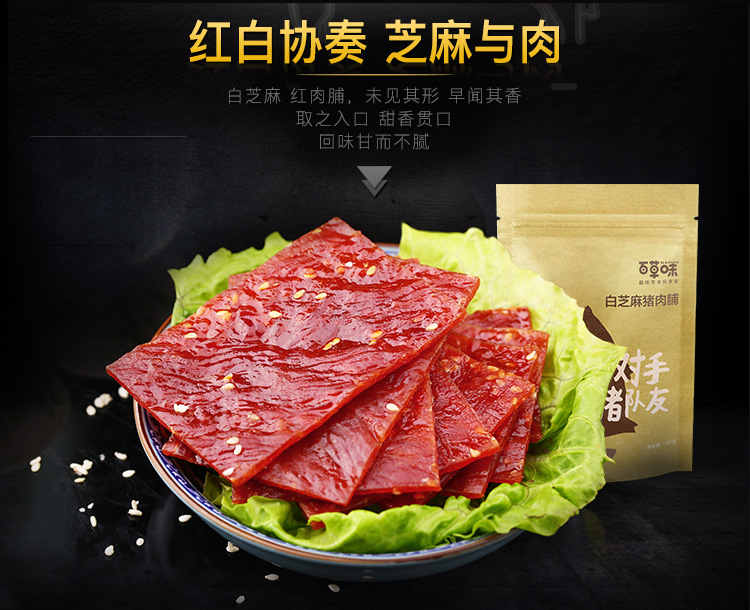 红白协奏 芝麻与肉
白芝麻 红肉脯，未见其形 早闻其香
取之入口 甜香贯口
回味甘而不腻
百草味
白芝麻猪肉脯
对手
队友